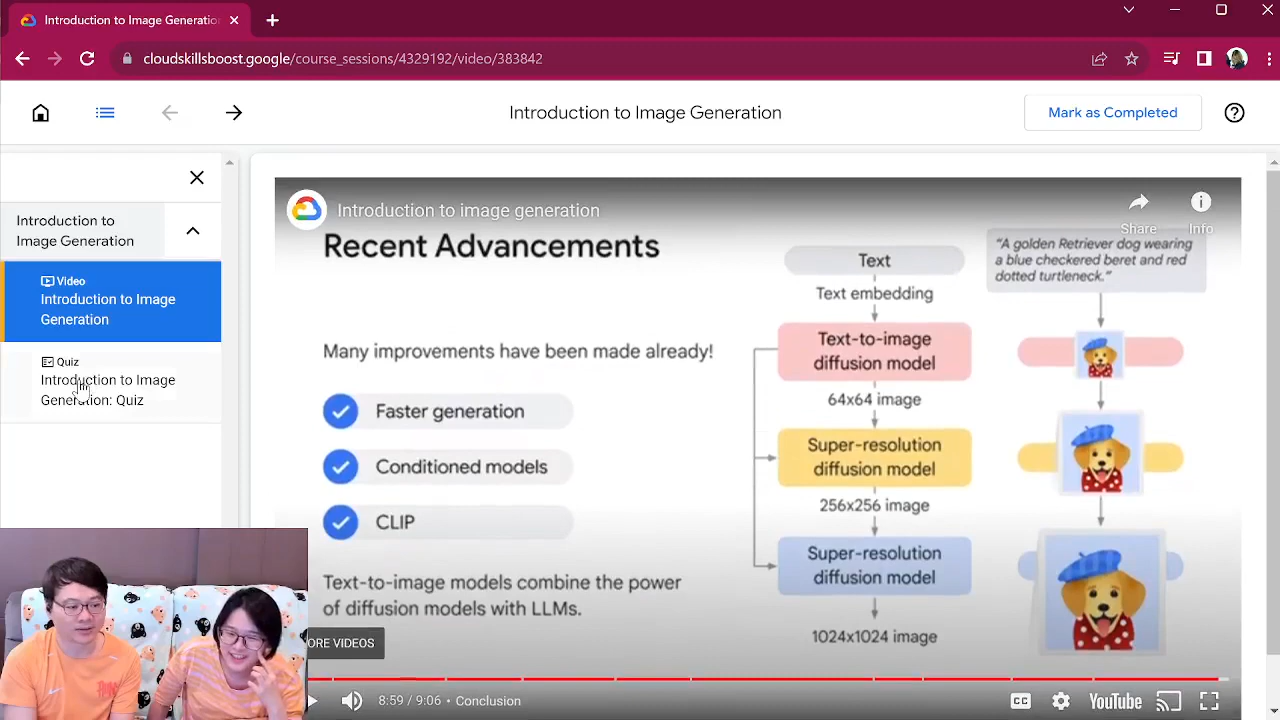 Introduction to Image Generatio
cloudskillsboost.google/course_sessions/4329192/video/383842
Introduction to Image Generation
Mark as Completed
Introduction to
Image Generation
Video
Introduction to Image
Generation
Quiz
Introduction to Image
Generation: Quiz
Introduction to image generation
Share
Info
Recent Advancements
Many improvements have been made already!
Faster generation
Conditioned models
CLIP
Text-to-image models combine the power
of diffusion models with LLMs.
Text
Text embedding
Text-to-image
diffusion model
64x64 image
Super-resolution
diffusion model
256x256 image
Super-resolution
diffusion model
1024x1024 image
"A golden Retriever dog wearing
a blue checkered beret and red
dotted turtleneck."
ORE VIDEOS
8:59 / 9:06 • Conclusion
CC
YouTube